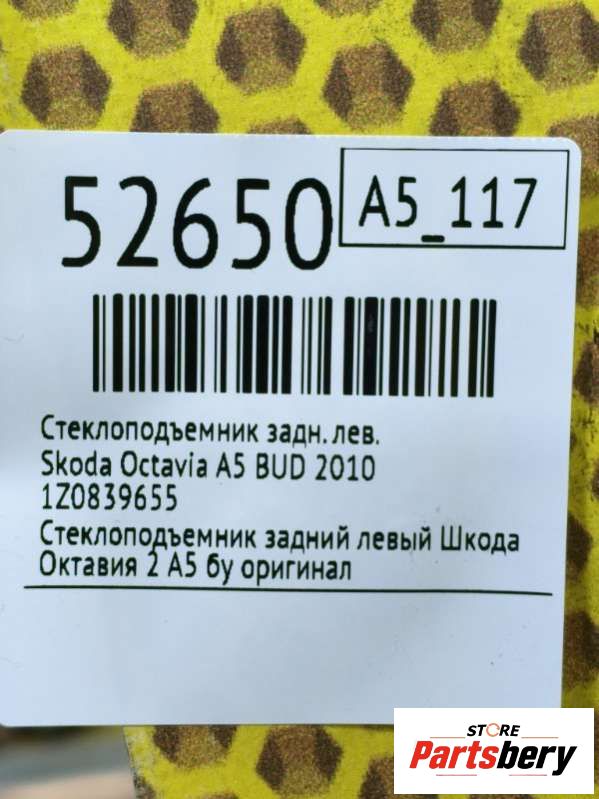 52650
A5_117
Стеклоподъемник задн. лев.
Skoda Octavia A5 BUD 2010
1Z0839655
Стеклоподъемник задний левый Шкода
Октавия 2 А5 бу оригинал
STORE
Partsbery